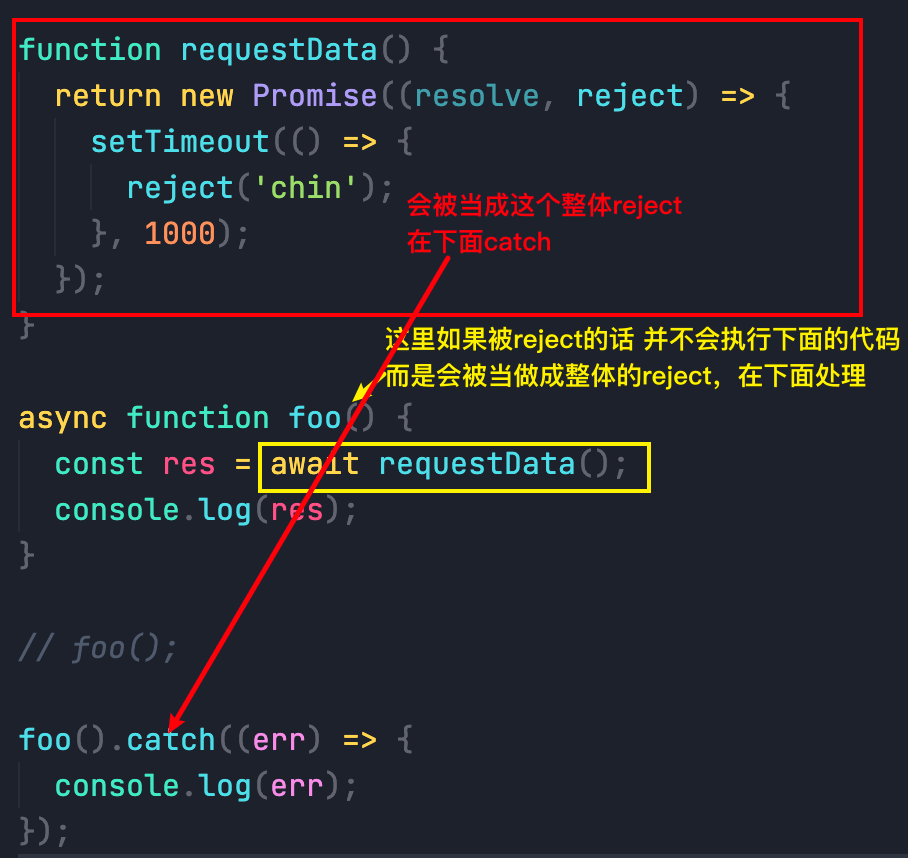 function requestData() {
  return new Promise((resolve, reject) => {
    setTimeout(() => {
      reject('chin');
会被当成这个整体reject
    }, 1000);
在下面catch
  });
}
这里如果被reject的话 并不会执行下面的代码
而是会被当做成整体的reject，在下面处理
async function foo() {
  const res = await requestData();
  console.log(res);
}
// foo();
foo().catch((err) => {
  console.log(err);
});